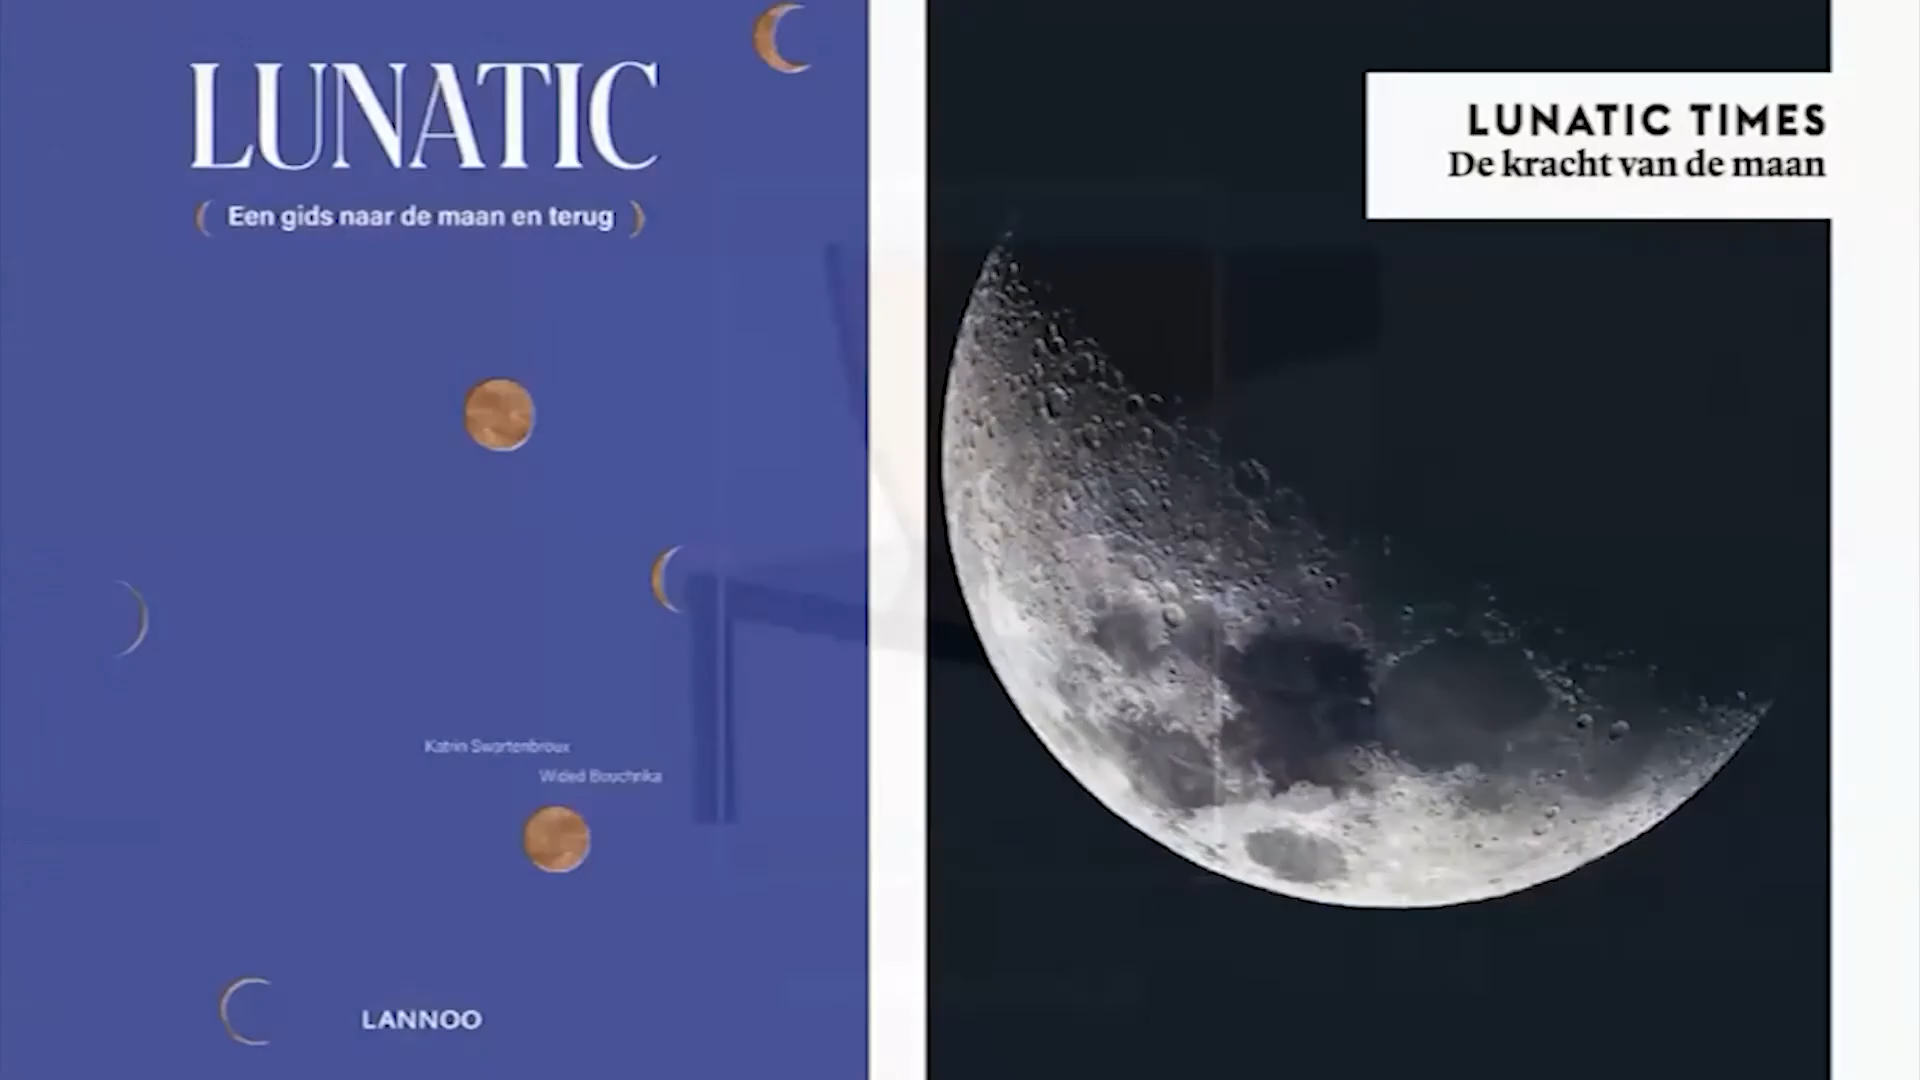 LUNATIC
Een gids naar de maan en terug
Katrin Swartenbroux
Wided Bouchrika
LANNOO
LUNATIC TIMES
De kracht van de maan